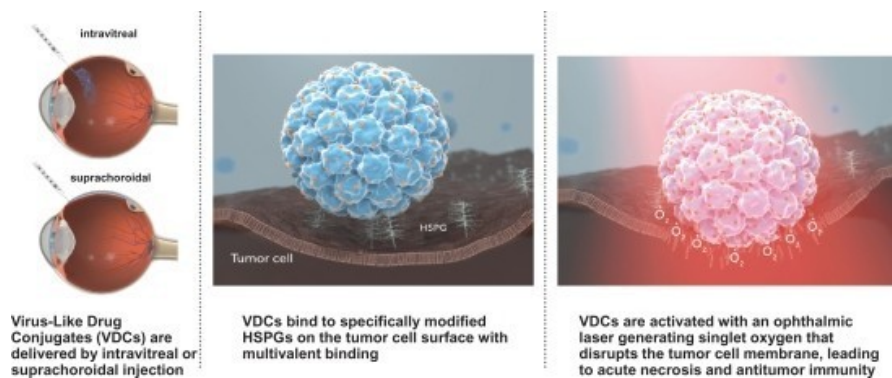 intravitreal
suprachoroidal
Virus-Like Drug
Conjugates (VDCs) are
delivered by intravitreal or
suprachoroidal injection
HSPG
Tumor cell
VDCs bind to specifically modified
HSPGs on the tumor cell surface with
multivalent binding
O2
O2
O2
O2
O2
O2
VDCs are activated with an ophthalmic
laser generating singlet oxygen that
disrupts the tumor cell membrane, leading
to acute necrosis and antitumor immunity